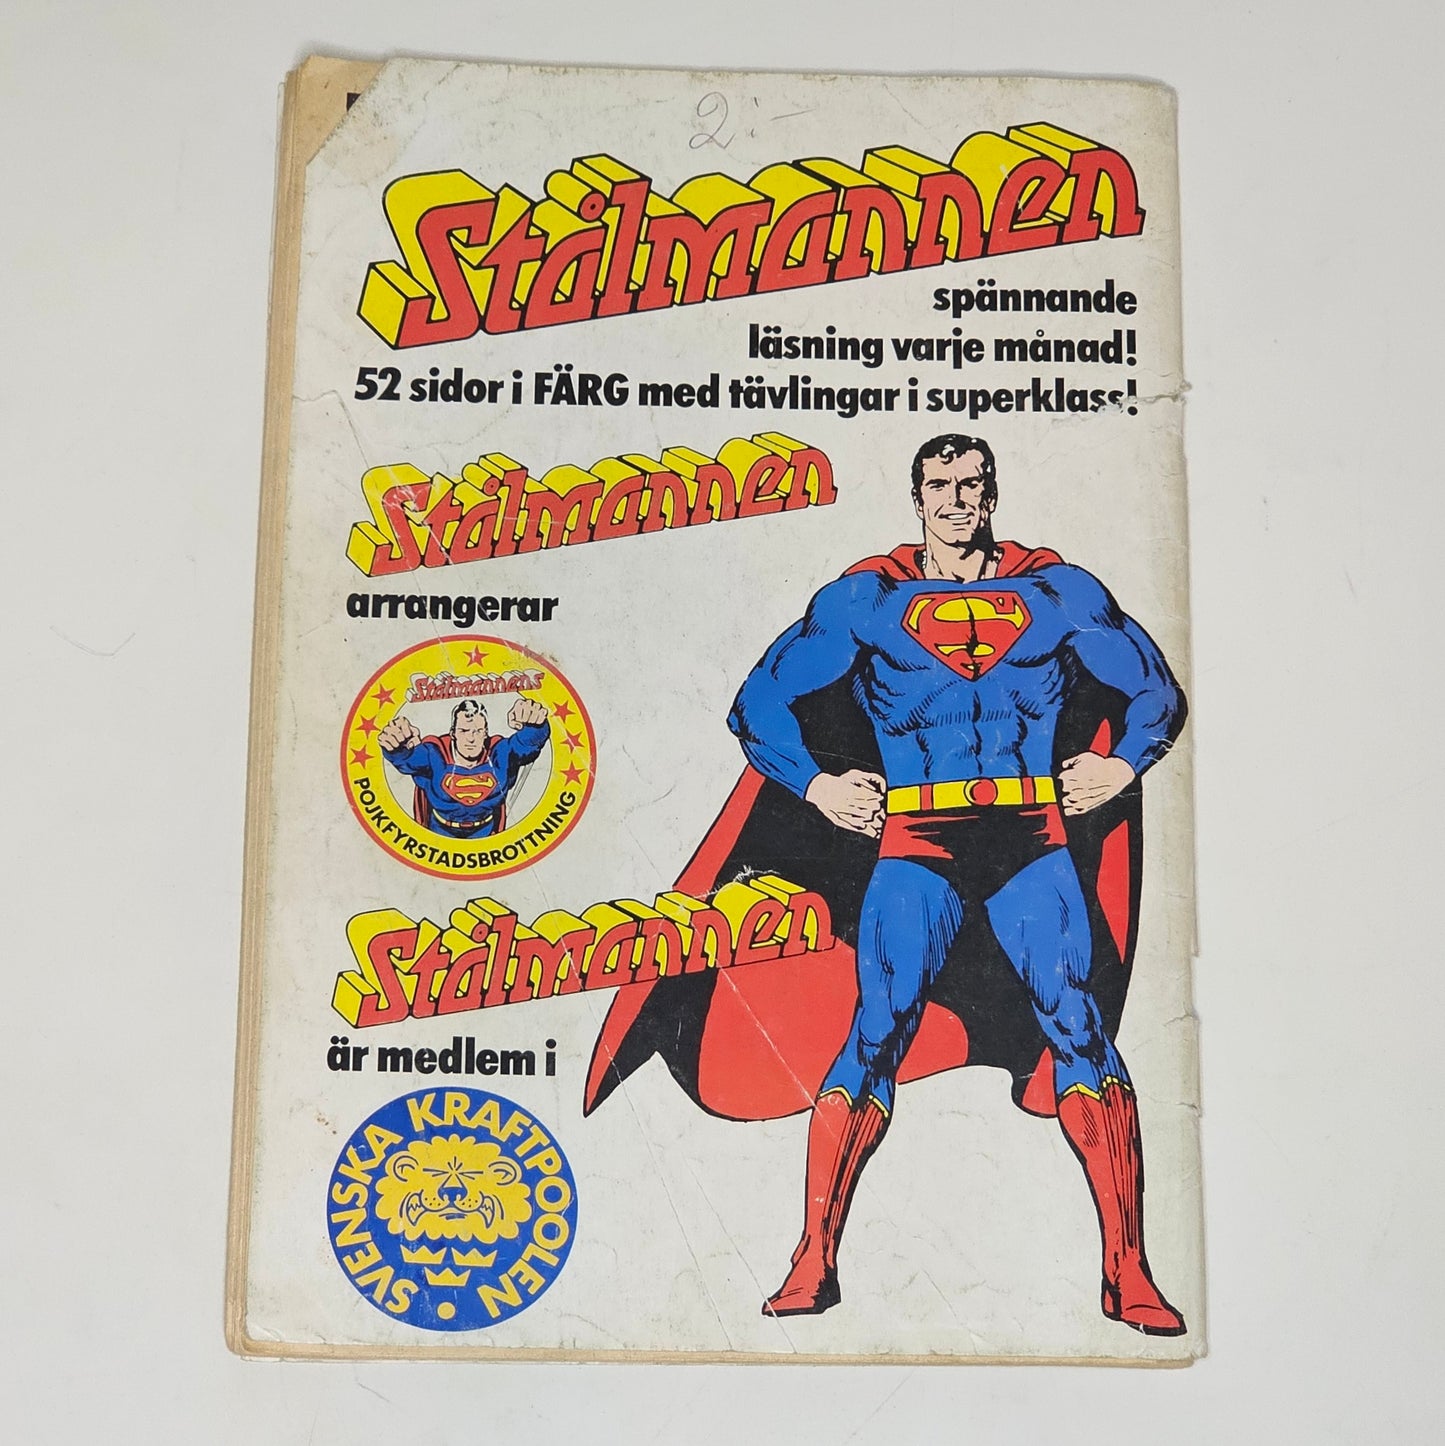 2:-
Stålmannen
spännande
läsning varje månad!
52 sidor i FÄRG med tävlingar i superklass!
Stålmannen
arrangerar
Stålmannens
POJKFYRSTADSBROTTNING
Stålmannen
är medlem i
SVENSKA KRAFTPOOLEN